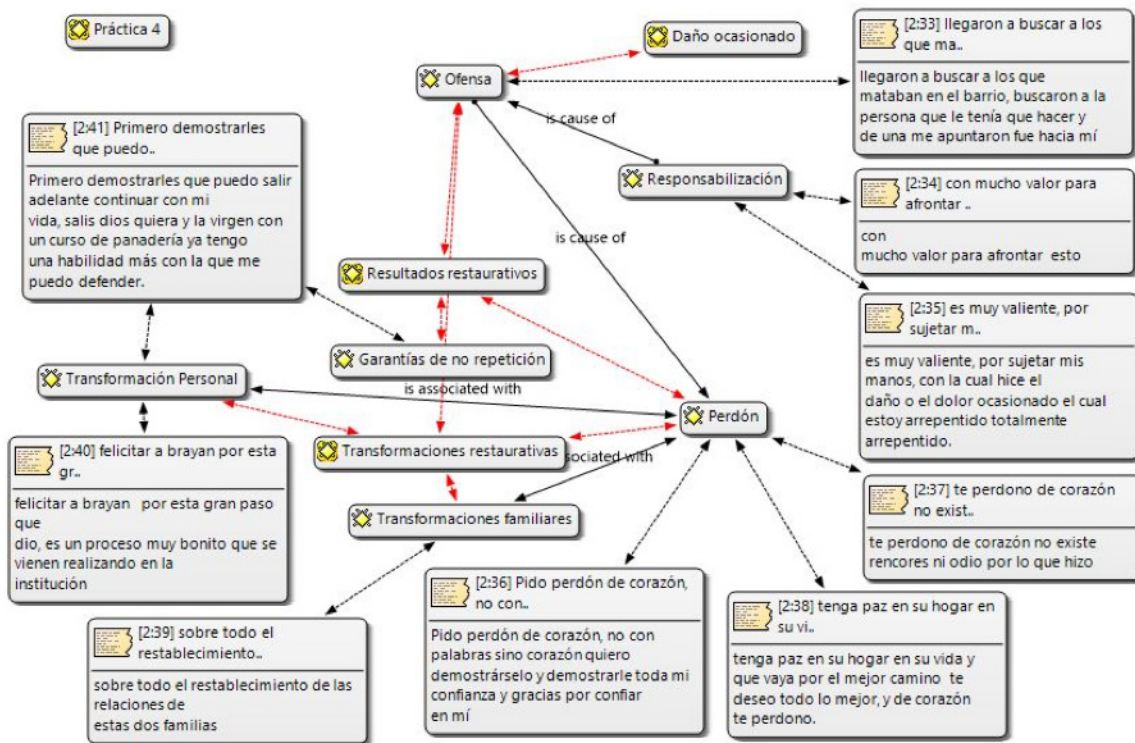 Práctica 4
Daño ocasionado
Ofensa
[2:33] llegaron a buscar a los
que ma..
llegaron a buscar a los que
mataban en el barrio, buscaron a la
persona que le tenía que hacer y
de una me apuntaron fue hacia mí
is cause of
[2:41] Primero demostrarles
que puedo..
Primero demostrarles que puedo salir
adelante continuar con mi
vida, salis dios quiera y la virgen con
un curso de panadería ya tengo
una habilidad más con la que me
puedo defender.
Responsabilización
[2:34] con mucho valor para
afrontar ..
con
mucho valor para afrontar esto
is cause of
Resultados restaurativos
[2:35] es muy valiente, por
sujetar m..
es muy valiente, por sujetar mis
manos, con la cual hice el
daño o el dolor ocasionado el cual
estoy arrepentido totalmente
arrepentido.
Garantías de no repetición
Transformación Personal
is associated with
Perdón
[2:40] felicitar a brayan por esta
gr..
felicitar a brayan por esta gran paso
que
dio, es un proceso muy bonito que se
vienen realizando en la
institución
Transformaciones restaurativas
sociated with
Transformaciones familiares
[2:37] te perdono de corazón
no exist..
te perdono de corazón no existe
rencores ni odio por lo que hizo
[2:36] Pido perdón de corazón,
no con..
Pido perdón de corazón, no con
palabras sino corazón quiero
demostrárselo y demostrarle toda mi
confianza y gracias por confiar
en mí
[2:38] tenga paz en su hogar en
su vi..
tenga paz en su hogar en su vida y
que vaya por el mejor camino te
deseo todo lo mejor, y de corazón
te perdono.
[2:39] sobre todo el
restablecimiento..
sobre todo el restablecimiento de las
relaciones de
estas dos familias